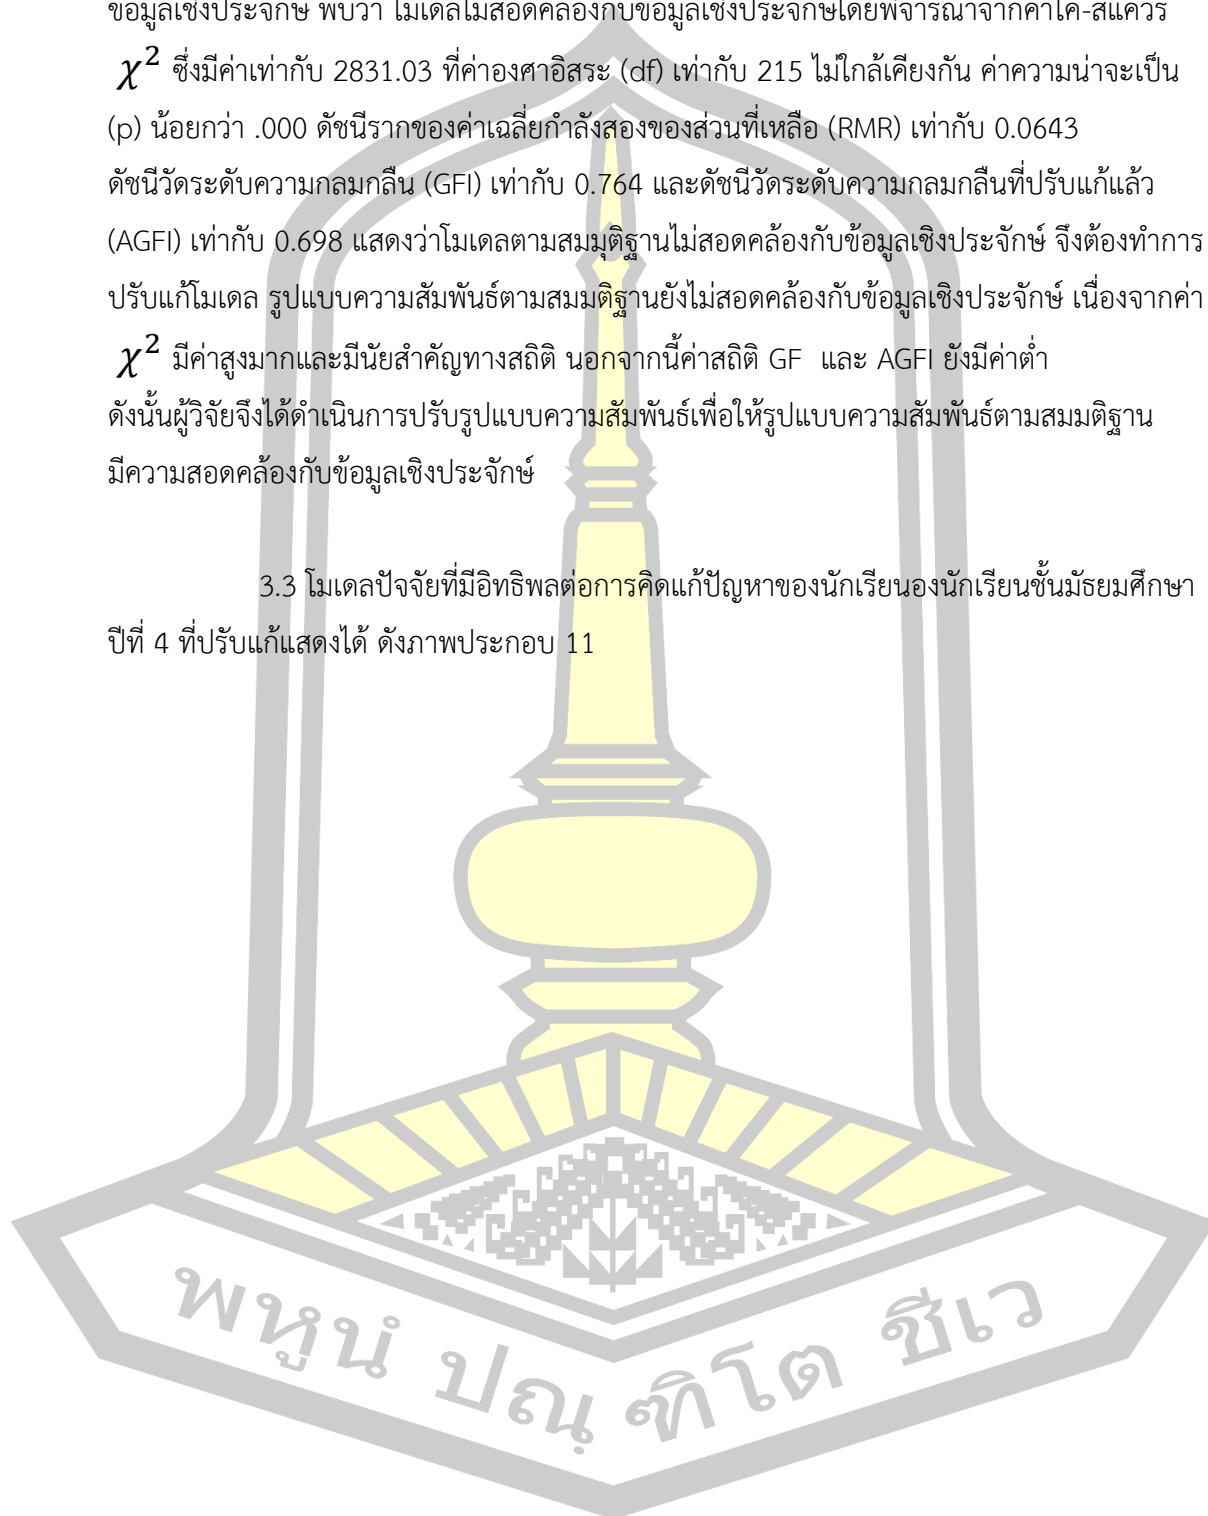 ข้อมูลเชิงประจักษ์ พบว่า โมเดลไม่สอดคล้องกับข้อมูลเชิงประจักษ์โดยพิจารณาจากค่าไค-สแควร์
χ² ซึ่งมีค่าเท่ากับ 2831.03 ที่ค่าองศาอิสระ (df) เท่ากับ 215 ไม่ใกล้เคียงกัน ค่าความน่าจะเป็น
(p) น้อยกว่า .000 ดัชนีรากของค่าเฉลี่ยกำลังสองของส่วนที่เหลือ (RMR) เท่ากับ 0.0643
ดัชนีวัดระดับความกลมกลืน (GFI) เท่ากับ 0.764 และดัชนีวัดระดับความกลมกลืนที่ปรับแก้แล้ว
(AGFI) เท่ากับ 0.698 แสดงว่าโมเดลตามสมมุติฐานไม่สอดคล้องกับข้อมูลเชิงประจักษ์ จึงต้องทำการ
ปรับแก้โมเดล รูปแบบความสัมพันธ์ตามสมมติฐานยังไม่สอดคล้องกับข้อมูลเชิงประจักษ์ เนื่องจากค่า
χ² มีค่าสูงมากและมีนัยสำคัญทางสถิติ นอกจากนี้ค่าสถิติ GF และ AGFI ยังมีค่าต่ำ
ดังนั้นผู้วิจัยจึงได้ดำเนินการปรับรูปแบบความสัมพันธ์เพื่อให้รูปแบบความสัมพันธ์ตามสมมติฐาน
มีความสอดคล้องกับข้อมูลเชิงประจักษ์
3.3 โมเดลปัจจัยที่มีอิทธิพลต่อการคิดแก้ปัญหาของนักเรียนองนักเรียนชั้นมัธยมศึกษา
ปีที่ 4 ที่ปรับแก้แสดงได้ ดังภาพประกอบ 11
พหูนํ ปณฺฑิโต ชีเว